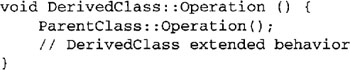 void DerivedClass::Operation () {
    ParentClass::Operation();
    // DerivedClass extended behavior
}